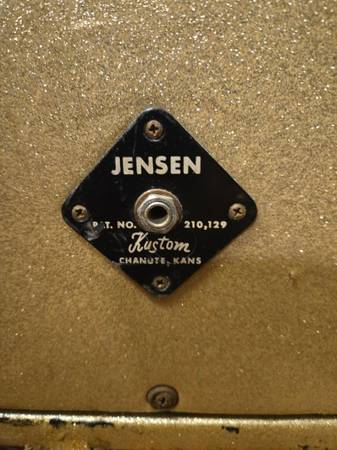 JENSEN
PAT. NO. 210,129
Kustom
CHANUTE, KANS